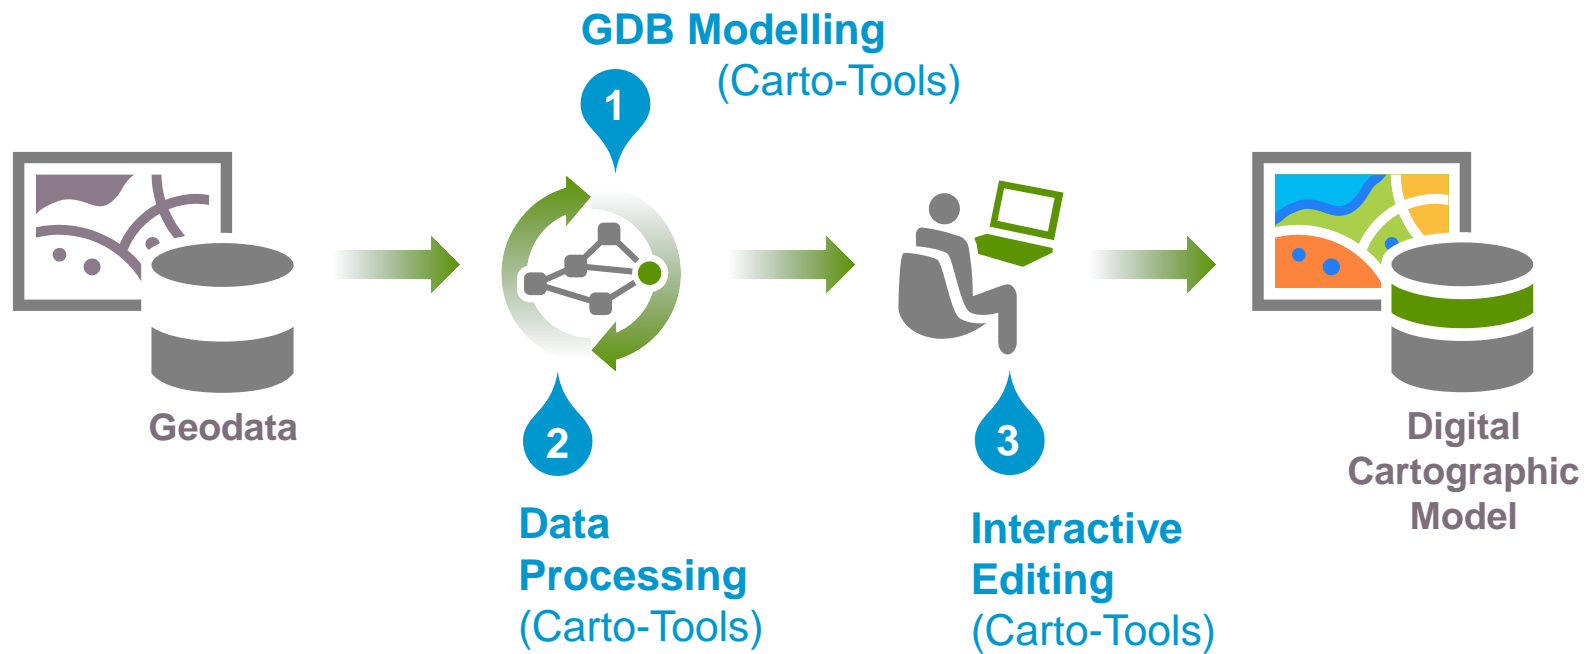 GDB Modelling
(Carto-Tools)
1
Geodata
2
Data
Processing
(Carto-Tools)
3
Interactive
Editing
(Carto-Tools)
Digital
Cartographic
Model